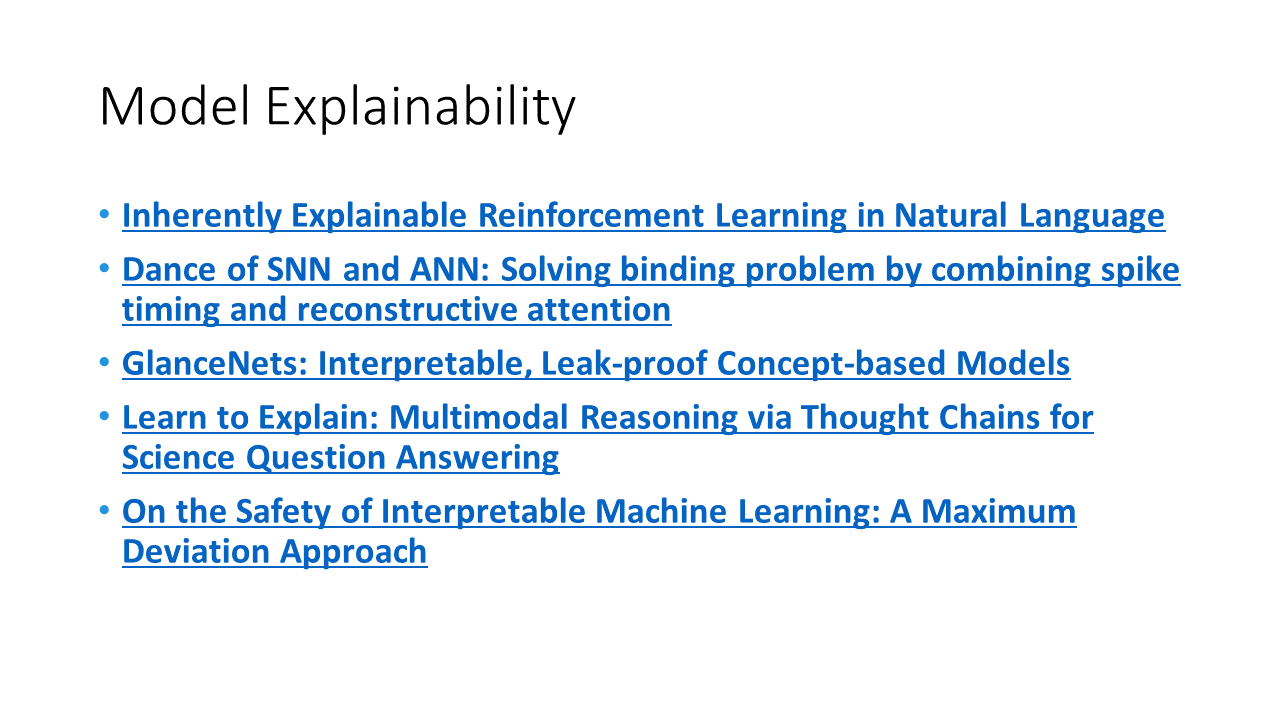 Model Explainability
• Inherently Explainable Reinforcement Learning in Natural Language
• Dance of SNN and ANN: Solving binding problem by combining spike
timing and reconstructive attention
• GlanceNets: Interpretable, Leak-proof Concept-based Models
• Learn to Explain: Multimodal Reasoning via Thought Chains for
Science Question Answering
• On the Safety of Interpretable Machine Learning: A Maximum
Deviation Approach